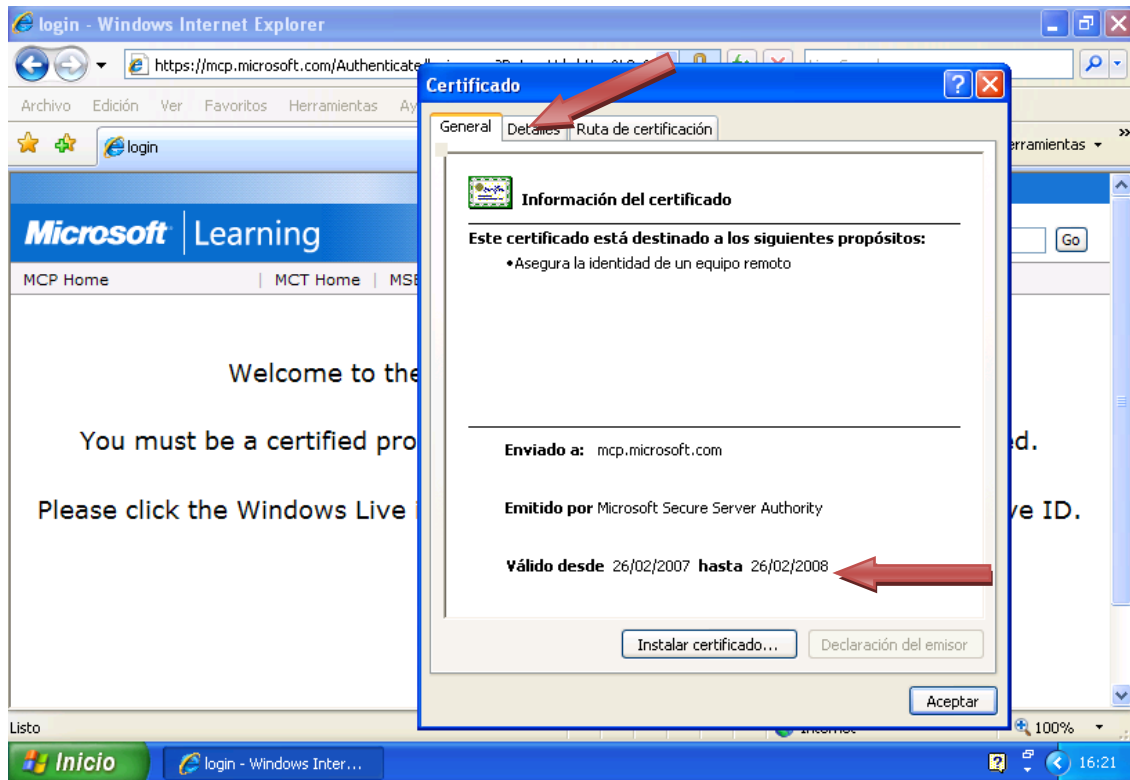 login - Windows Internet Explorer
https://mcp.microsoft.com/Authenticate
Archivo Edición Ver Favoritos Herramientas
login
Microsoft Learning
Go
MCP Home | MCT Home |
Welcome to the
You must be a certified
Please click the Windows Live
ve ID.
Certificado
General Detalles Ruta de certificación
Información del certificado
Este certificado está destinado a los siguientes propósitos:
•Asegura la identidad de un equipo remoto
Enviado a: mcp.microsoft.com
Emitido por Microsoft Secure Server Authority
Válido desde 26/02/2007 hasta 26/02/2008
Instalar certificado... Declaración del emisor
Aceptar
Listo
100%
Inicio login - Windows Inter... 16:21